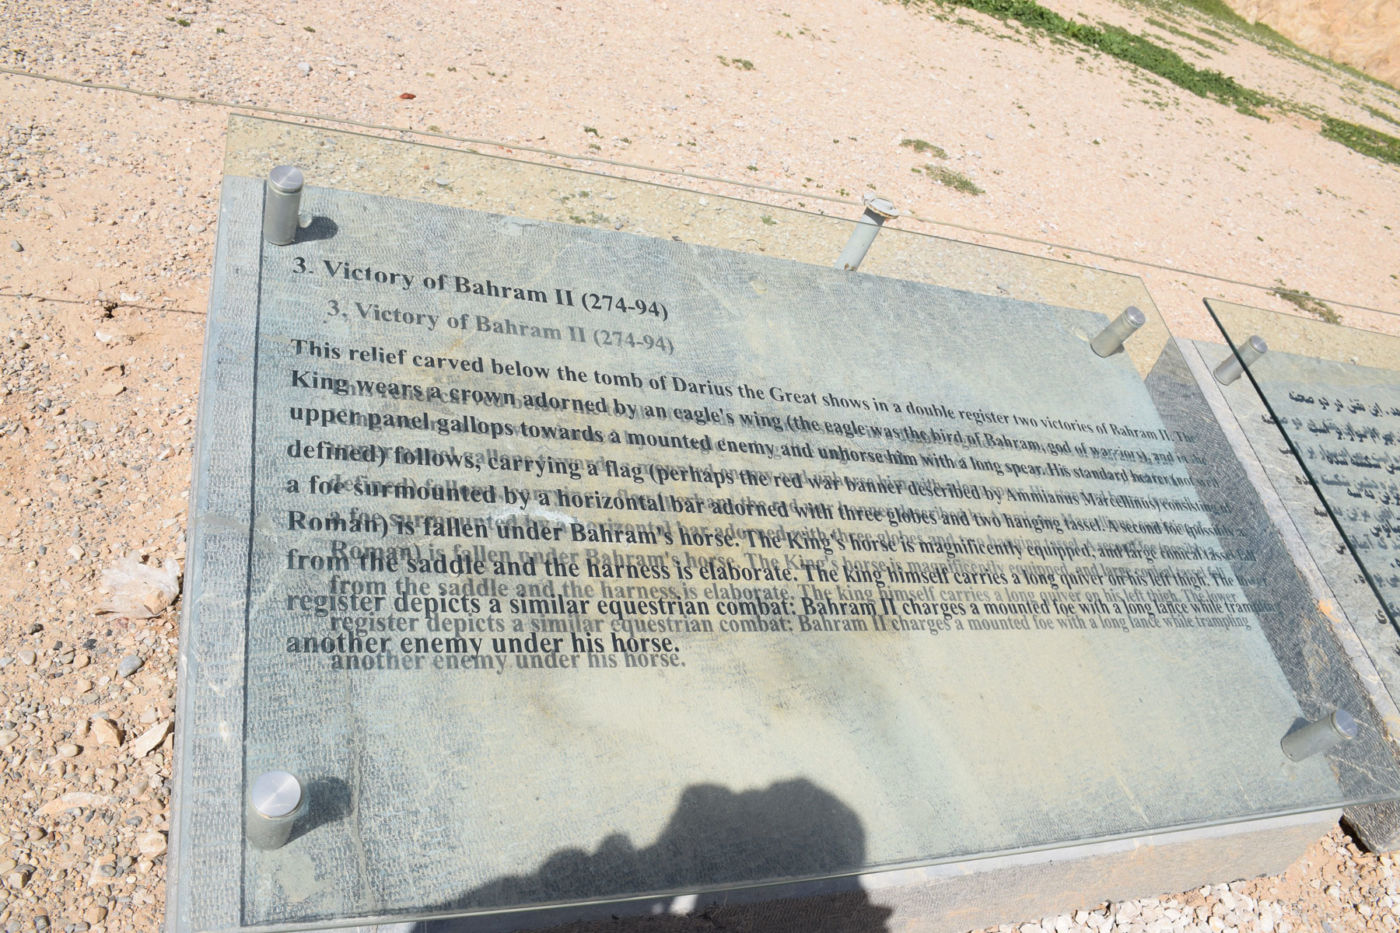 3. Victory of Bahram II (274-94)
This relief carved below the tomb of Darius the Great shows in a double register two victories of Bahram II. The
King wears a crown adorned by an eagle's wing (the eagle was the bird of Bahram, god of warriors), and in the
upper panel gallops towards a mounted enemy and unhorse him with a long spear. His standard bearer (not well
defined) follows, carrying a flag (perhaps the red war banner described by Ammianus Marcellinus) consisting of
a foe surmounted by a horizontal bar adorned with three globes and two hanging tassel. A second foe (possibly a
Roman) is fallen under Bahram's horse. The King's horse is magnificently equipped, and large conical tassels fall
from the saddle and the harness is elaborate. The king himself carries a long quiver on his left thigh. The lower
register depicts a similar equestrian combat: Bahram II charges a mounted foe with a long lance while trampling
another enemy under his horse.